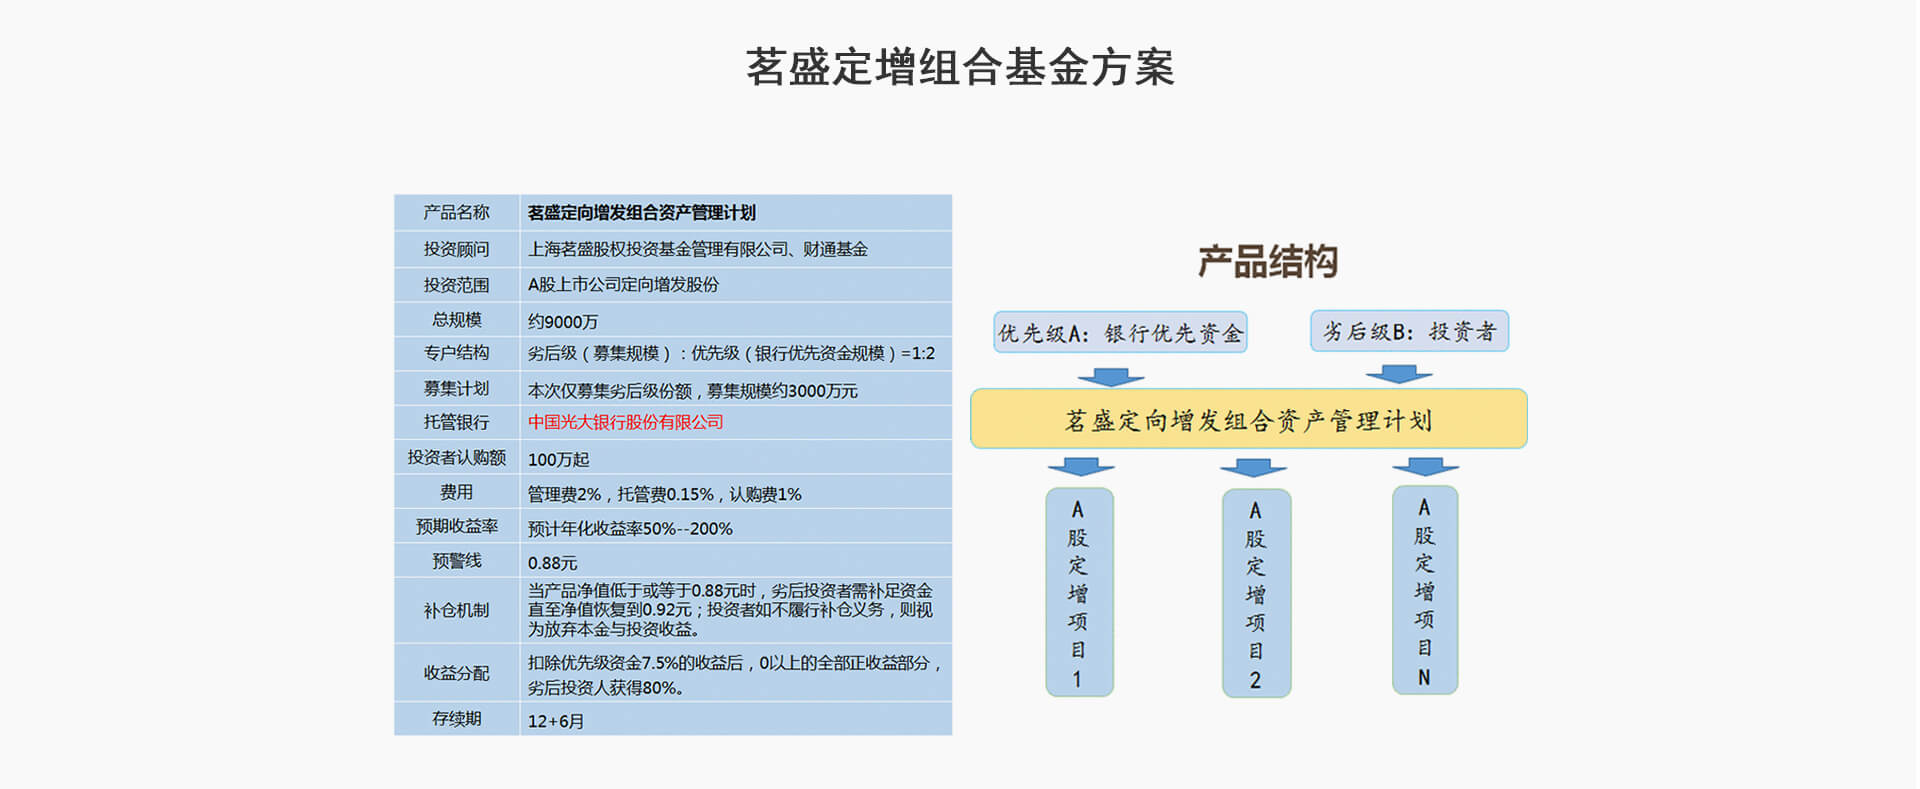 茗盛定增组合基金方案
产品名称 茗盛定向增发组合资产管理计划
投资顾问 上海茗盛股权投资基金管理有限公司、财通基金
投资范围 A股上市公司定向增发股份
总规模 约9000万
专户结构 劣后级（募集规模）：优先级（银行优先资金规模）=1:2
募集计划 本次仅募集劣后级份额，募集规模约3000万元
托管银行 中国光大银行股份有限公司
投资者认购额 100万起
费用 管理费2%，托管费0.15%，认购费1%
预期收益率 预计年化收益率50%--200%
预警线 0.88元
补仓机制 当产品净值低于或等于0.88元时，劣后投资者需补足资金
直至净值恢复到0.92元；投资者如不履行补仓义务，则视
为放弃本金与投资收益。
收益分配 扣除优先级资金7.5%的收益后，0以上的全部正收益部分，
劣后投资人获得80%。
存续期 12+6月
产品结构
优先级A：银行优先资金
劣后级B：投资者
茗盛定向增发组合资产管理计划
A股定增项目1
A股定增项目2
A股定增项目N